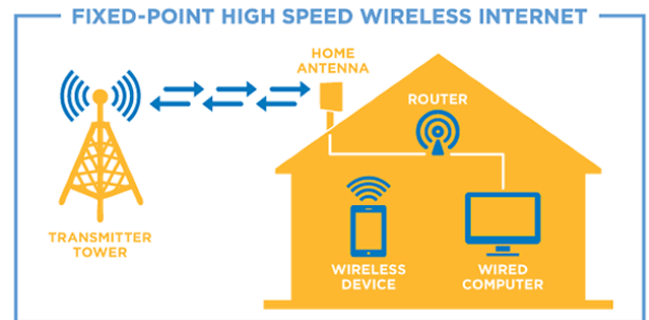 FIXED-POINT HIGH SPEED WIRELESS INTERNET
HOME
ANTENNA
ROUTER
TRANSMITTER
TOWER
WIRELESS
DEVICE
WIRED
COMPUTER